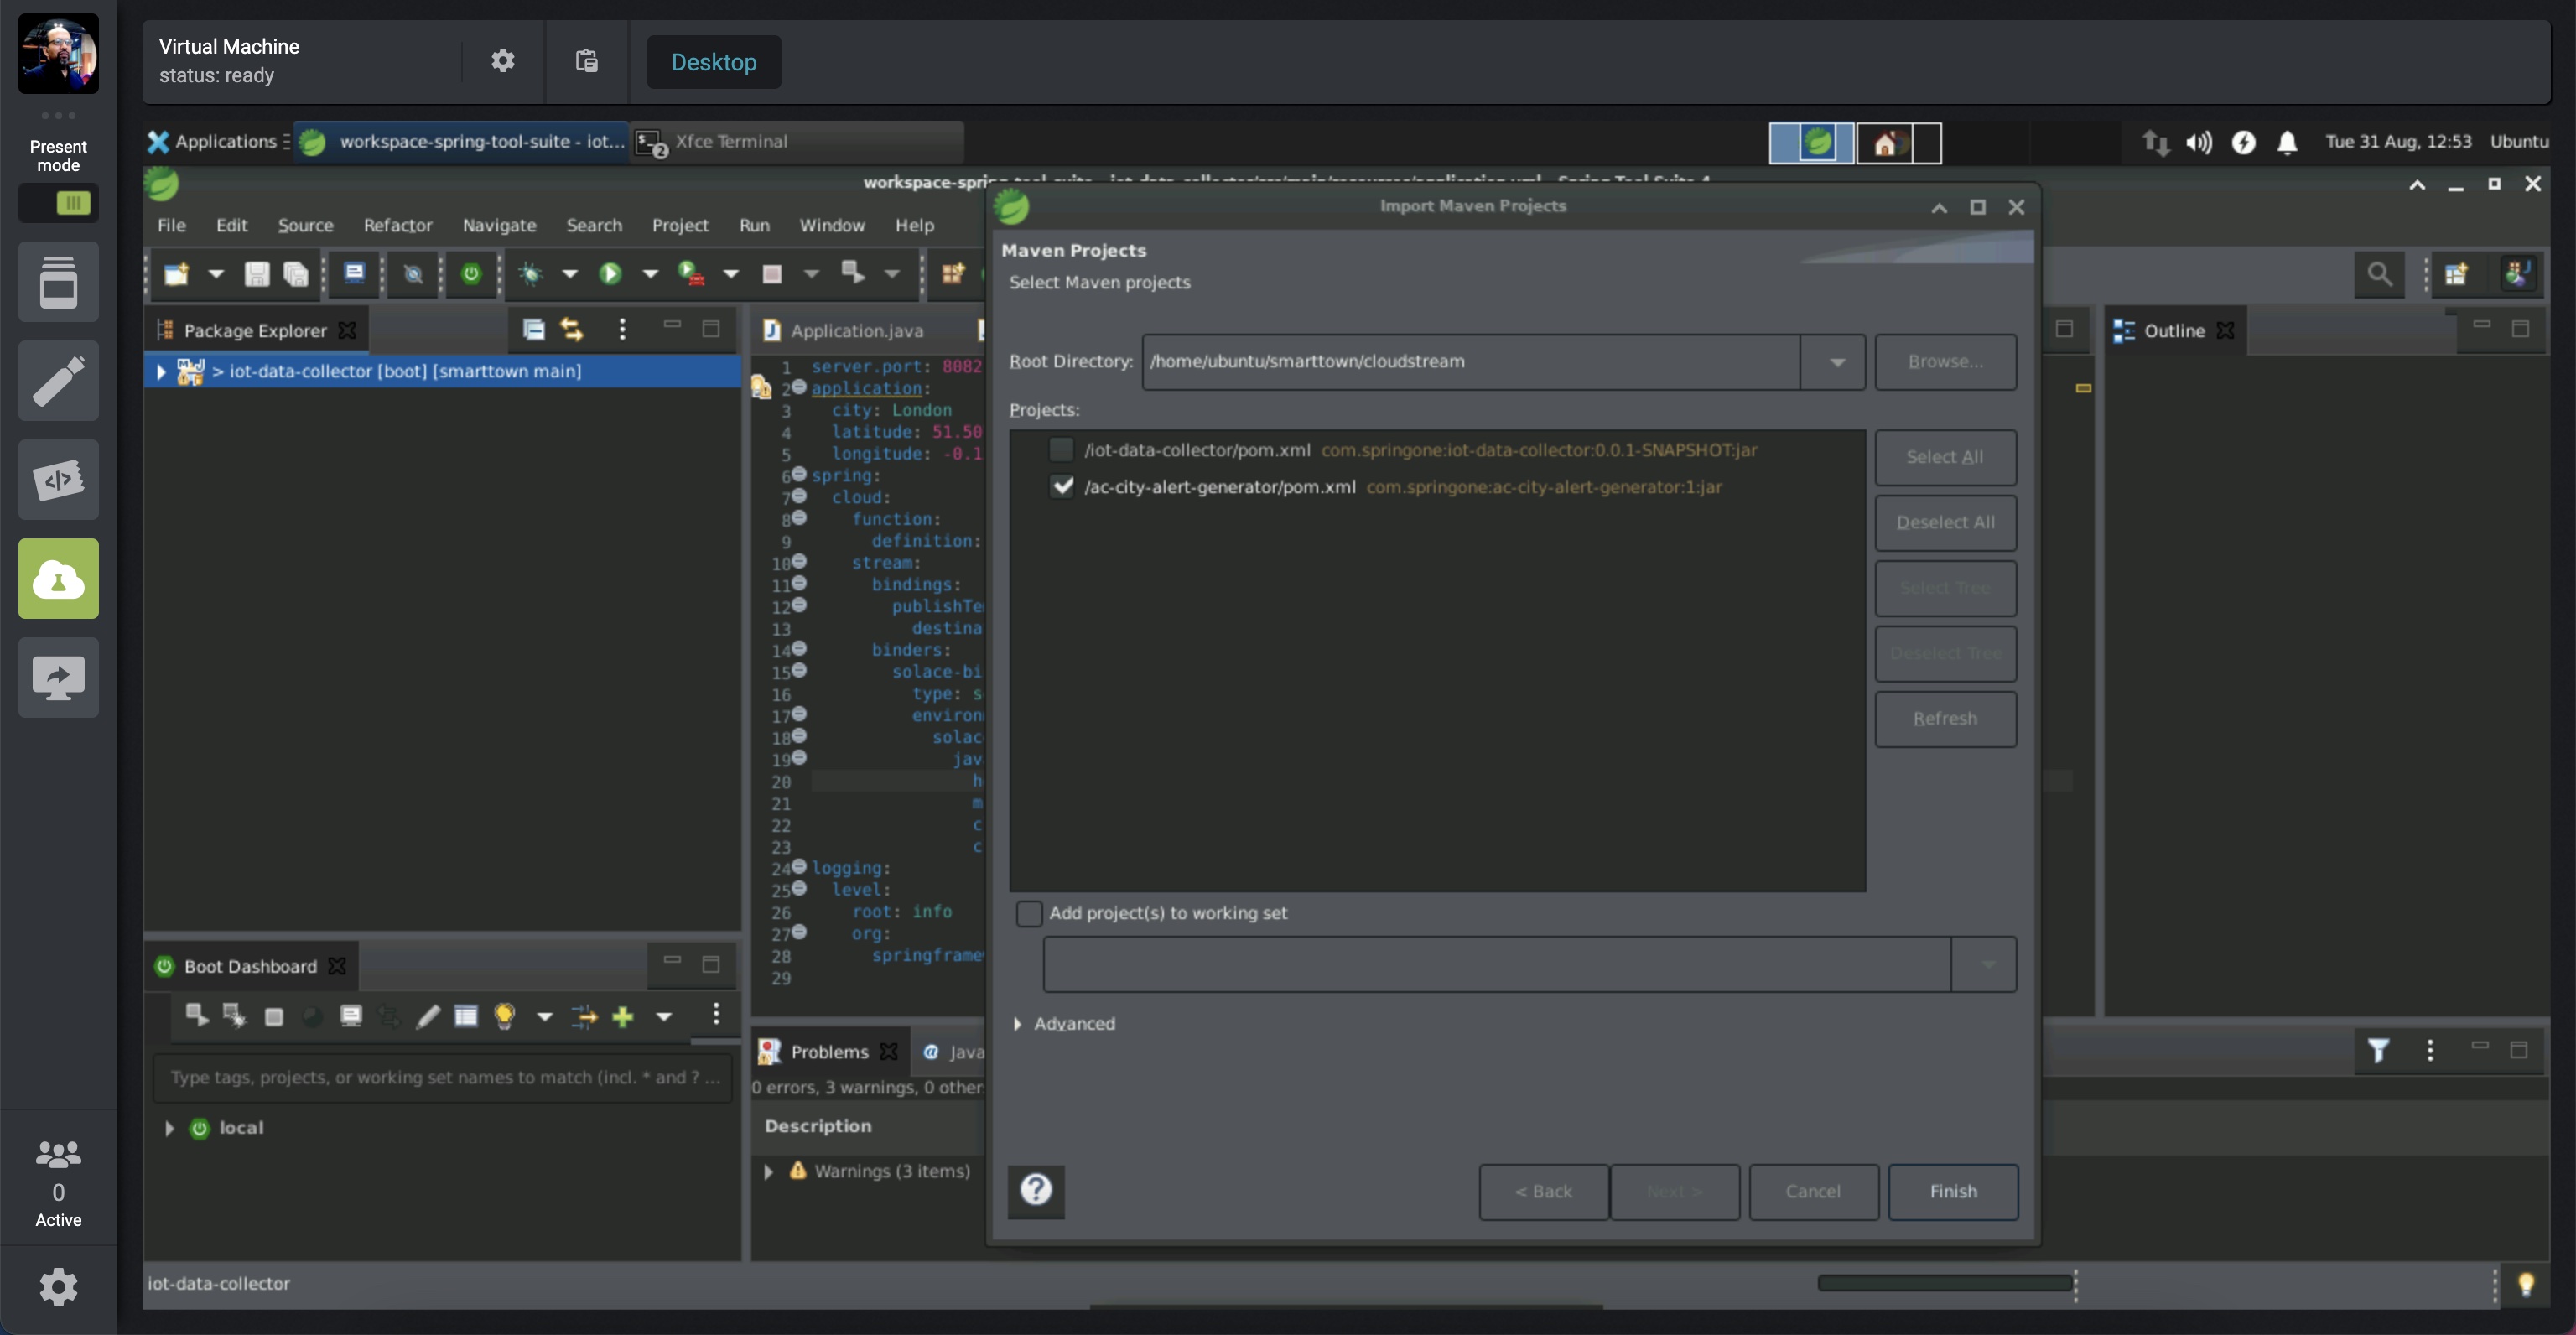 Virtual Machine
status: ready
Desktop
Present
mode
0
Active
Applications
workspace-spring-tool-suite - iot...
2
Xfce Terminal
Tue 31 Aug, 12:53
Ubuntu
File
Edit
Source
Refactor
Navigate
Search
Project
Run
Window
Help
Package Explorer
> iot-data-collector [boot] [smarttown main]
Application.java
1 server.port: 8082
2 application:
3 city: London
4 latitude: 51.50
5 longitude: -0.1
6 spring:
7 cloud:
8 function:
9 definition:
10 stream:
11 bindings:
12 publishTe
13 destina
14 binders:
15 solace-bi
16 type: s
17 environ
18 solac
19 jav
20 h
21 m
22 c
23 c
24 logging:
25 level:
26 root: info
27 org:
28 springframe
29
Import Maven Projects
Maven Projects
Select Maven projects
Root Directory: /home/ubuntu/smarttown/cloudstream
Browse...
Projects:
/iot-data-collector/pom.xml com.springone:iot-data-collector:0.0.1-SNAPSHOT:jar
/ac-city-alert-generator/pom.xml com.springone:ac-city-alert-generator:1:jar
Select All
Deselect All
Select Tree
Deselect Tree
Refresh
Add project(s) to working set
Advanced
< Back
Next >
Cancel
Finish
Outline
Boot Dashboard
Type tags, projects, or working set names to match (incl. * and ? ...
local
Problems
@ Java
0 errors, 3 warnings, 0 other
Description
Warnings (3 items)
iot-data-collector